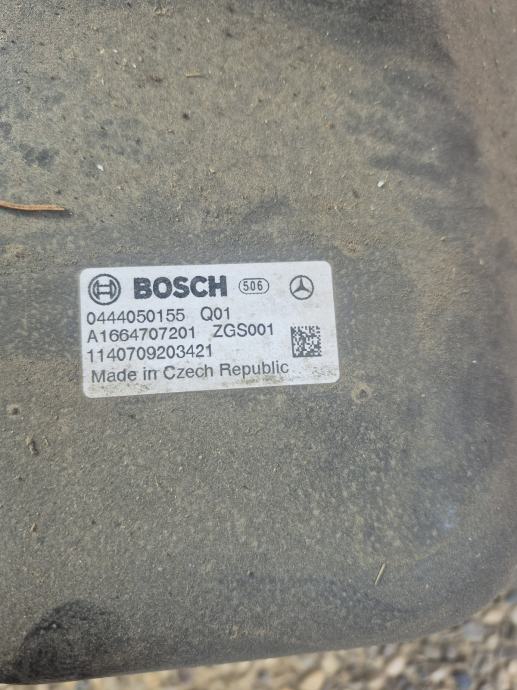 BOSCH 506
0444050155 Q01
A1664707201 ZGS001
1140709203421
Made in Czech Republic